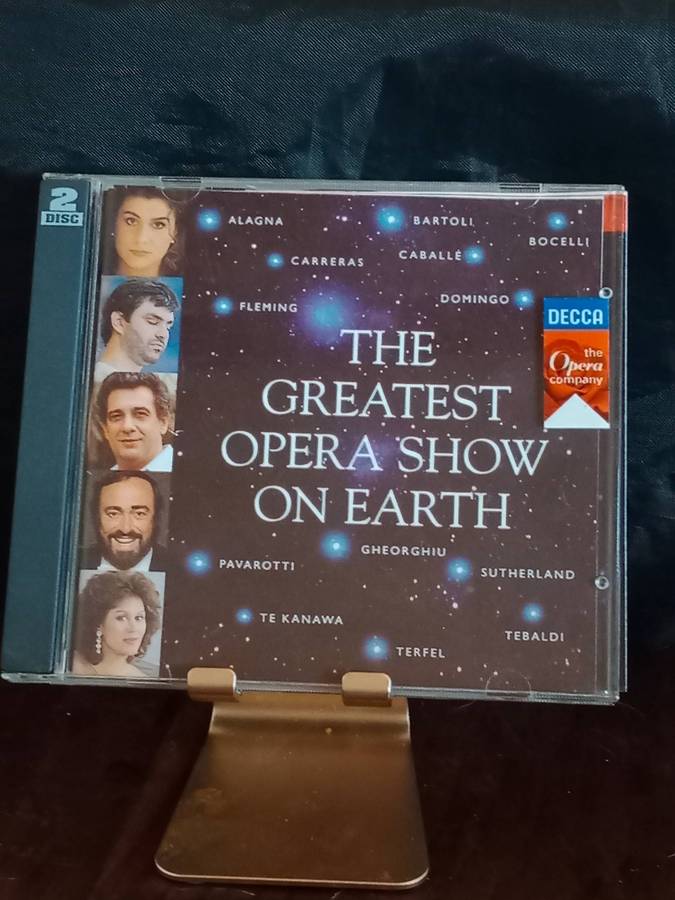 2
DISC
ALAGNA
BARTOLI
BOCELLI
CARRERAS
CABALLÉ
FLEMING
DOMINGO
DECCA
the
Opera
company
THE
GREATEST
OPERA SHOW
ON EARTH
GHEORGHIU
PAVAROTTI
SUTHERLAND
TE KANAWA
TEBALDI
TERFEL